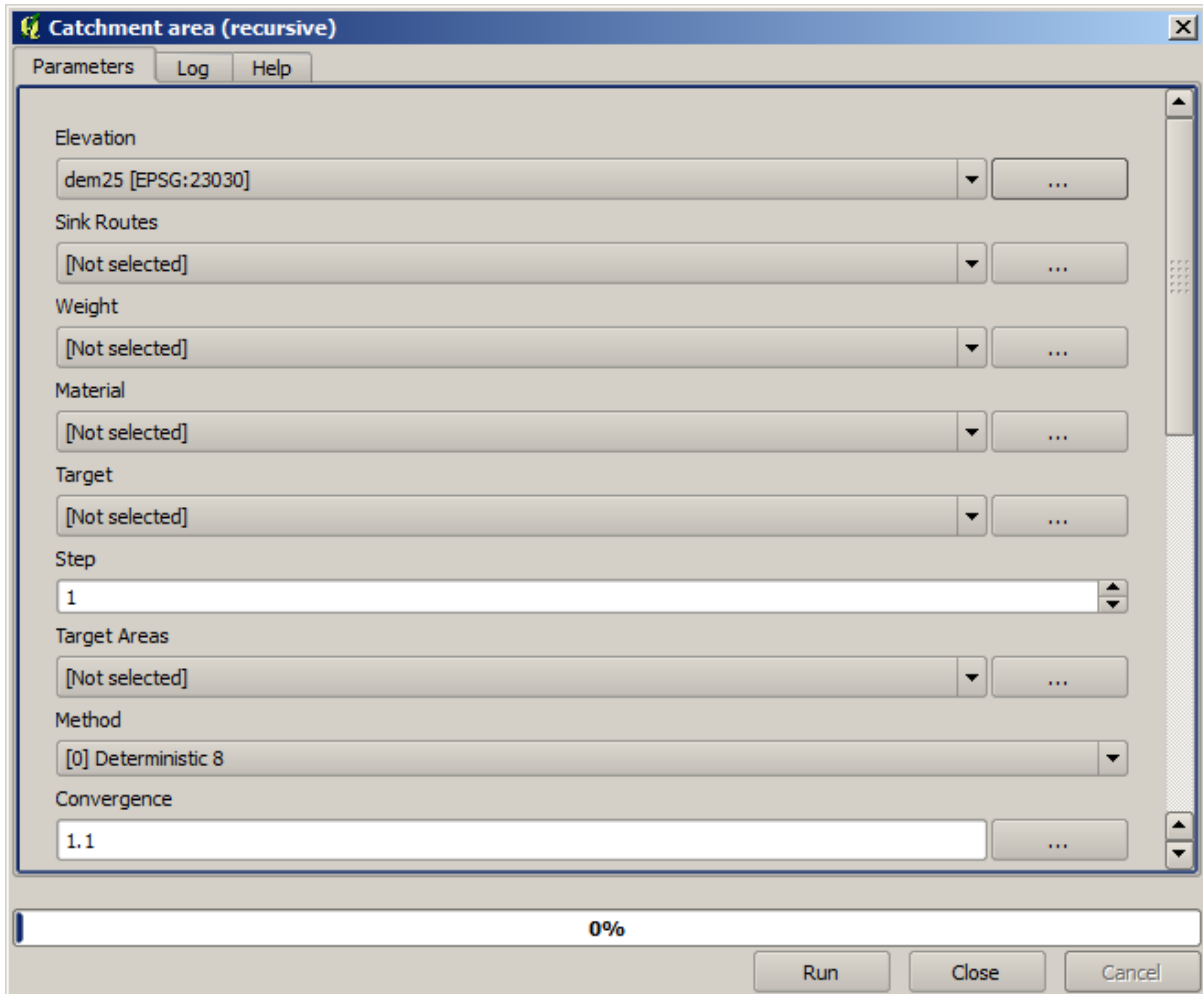 Catchment area (recursive)
Parameters Log Help
Elevation
dem25 [EPSG:23030] ...
Sink Routes
[Not selected] ...
Weight
[Not selected] ...
Material
[Not selected] ...
Target
[Not selected] ...
Step
1
Target Areas
[Not selected] ...
Method
[0] Deterministic 8
Convergence
1.1 ...
0%
Run Close Cancel